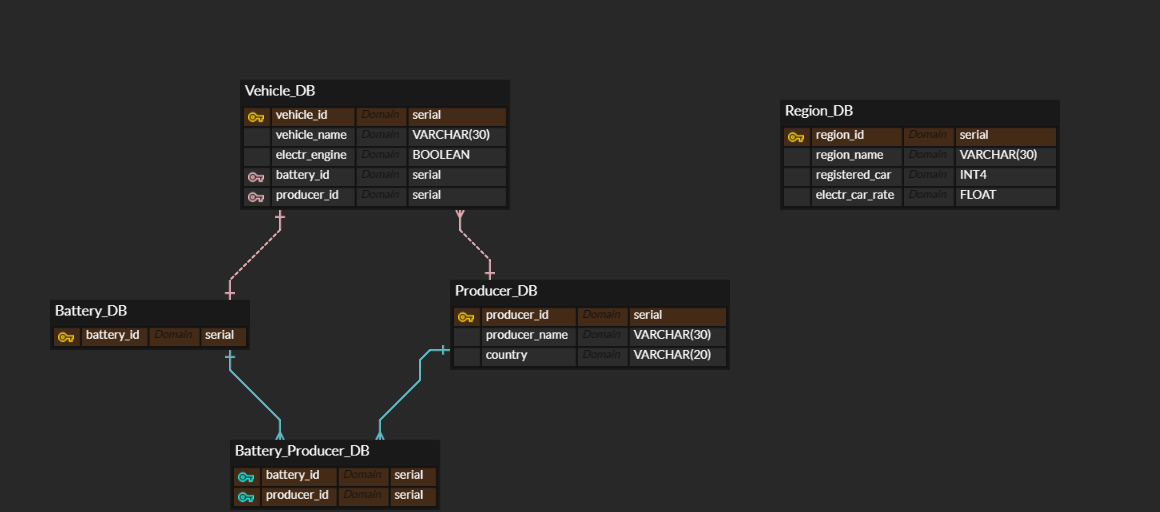 Vehicle_DB
vehicle_id Domain serial
vehicle_name Domain VARCHAR(30)
electr_engine Domain BOOLEAN
battery_id Domain serial
producer_id Domain serial
Region_DB
region_id Domain serial
region_name Domain VARCHAR(30)
registered_car Domain INT4
electr_car_rate Domain FLOAT
Battery_DB
battery_id Domain serial
Producer_DB
producer_id Domain serial
producer_name Domain VARCHAR(30)
country Domain VARCHAR(20)
Battery_Producer_DB
battery_id Domain serial
producer_id Domain serial